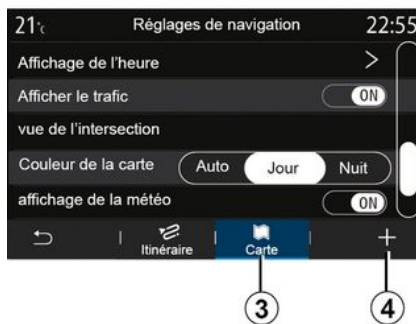 21°c Réglages de navigation 22:55
Affichage de l'heure >
Afficher le trafic ON
vue de l'intersection
Couleur de la carte Auto Jour Nuit
affichage de la météo ON
Itinéraire Carte +
3 4